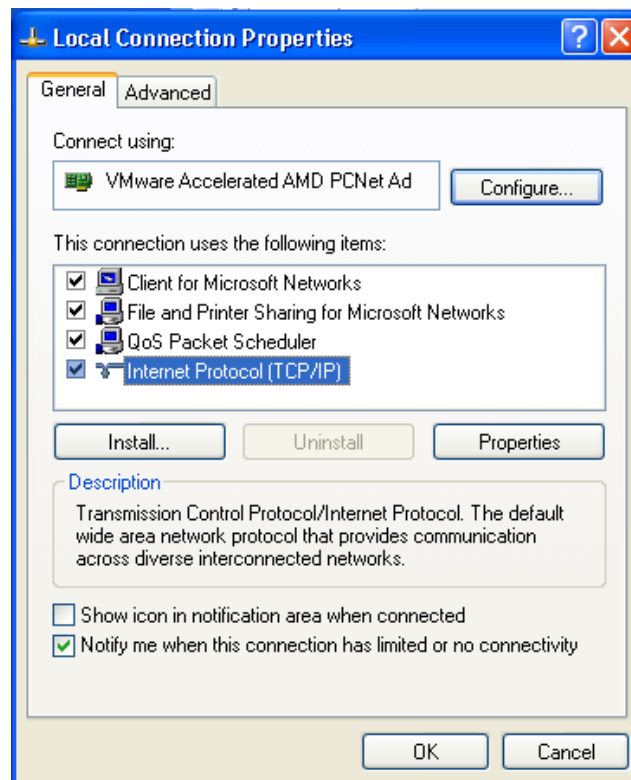 Local Connection Properties
General
Advanced
Connect using:
VMware Accelerated AMD PCNet Ad
Configure...
This connection uses the following items:
Client for Microsoft Networks
File and Printer Sharing for Microsoft Networks
QoS Packet Scheduler
Internet Protocol (TCP/IP)
Install...
Uninstall
Properties
Description
Transmission Control Protocol/Internet Protocol. The default
wide area network protocol that provides communication
across diverse interconnected networks.
Show icon in notification area when connected
Notify me when this connection has limited or no connectivity
OK
Cancel